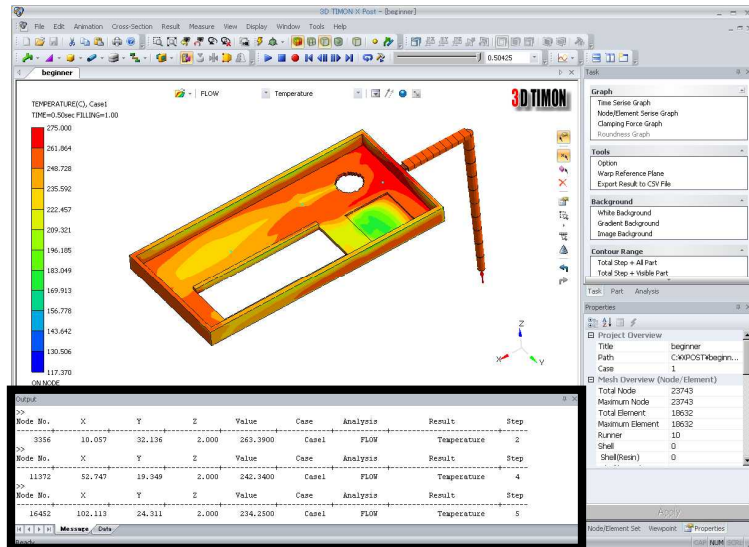 3D TIMON X Post - [beginner]
File Edit Animation Cross-Section Result Measure View Display Window Tools Help
0.50425
beginner
FLOW Temperature
3D TIMON
TEMPERATURE(C), Case1
TIME=0.50sec FILLING=1.00
275.000
261.864
248.728
235.592
222.457
209.321
196.185
183.049
169.913
156.778
143.642
130.506
117.370
ON NODE
Z
X
Y
Task
Graph
Time Serise Graph
Node/Element Serise Graph
Clamping Force Graph
Roundness Graph
Tools
Option
Warp Reference Plane
Export Result to CSV File
Background
White Background
Gradient Background
Image Background
Contour Range
Total Step + All Part
Total Step + Visible Part
Task Part Analysis
Properties
Project Overview
Title beginner
Path C:¥XPOST¥beginn...
Case 1
Mesh Overview (Node/Element)
Total Node 23743
Maximum Node 23743
Total Element 18632
Maximum Element 18632
Runner 10
Shell 0
Shell(Resin) 0
Apply
Node/Element Set Viewpoint Properties
Output
>>
Node No. X Y Z Value Case Analysis Result Step
3356 10.057 32.136 2.000 263.3900 Case1 FLOW Temperature 2
>>
Node No. X Y Z Value Case Analysis Result Step
11372 52.747 19.349 2.000 242.3400 Case1 FLOW Temperature 4
>>
Node No. X Y Z Value Case Analysis Result Step
16452 102.113 24.311 2.000 234.2500 Case1 FLOW Temperature 5
Message Data
Ready
CAP NUM SCRL